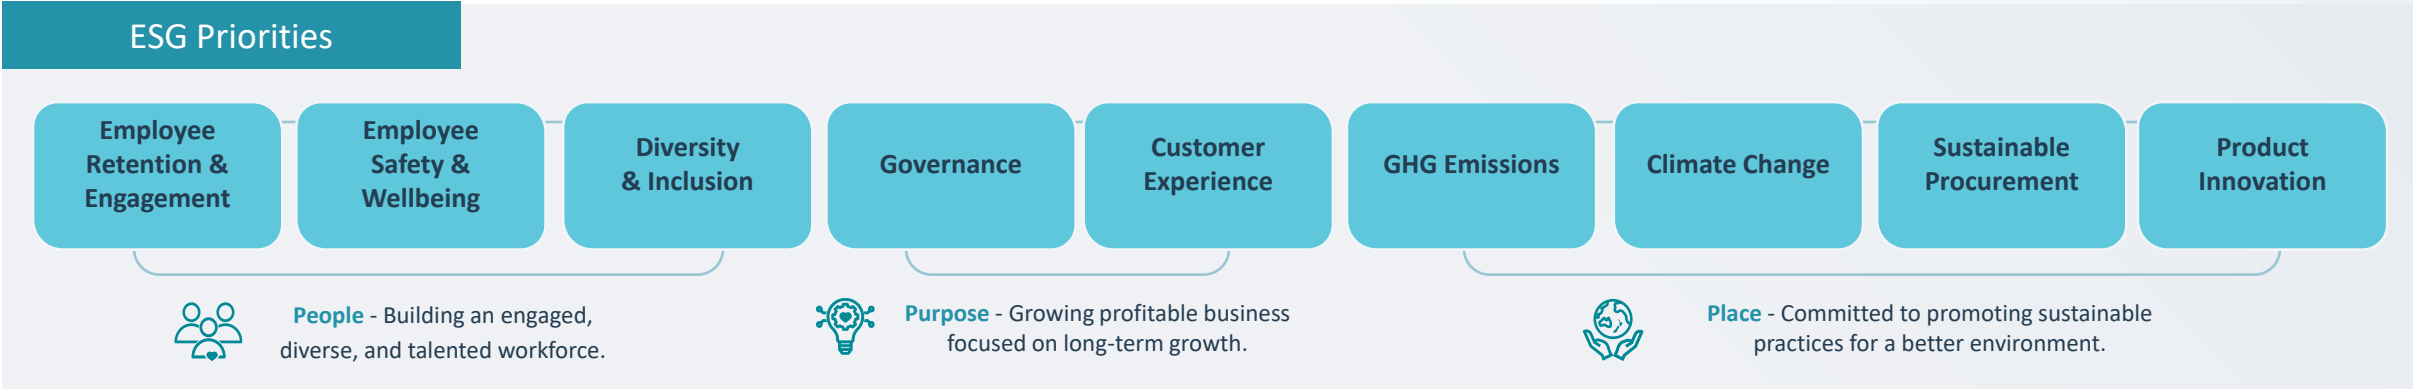 ESG Priorities
Employee
Retention &
Engagement
Employee
Safety &
Wellbeing
Diversity
& Inclusion
Governance
Customer
Experience
GHG Emissions
Climate Change
Sustainable
Procurement
Product
Innovation
People - Building an engaged,
diverse, and talented workforce.
Purpose - Growing profitable business
focused on long-term growth.
Place - Committed to promoting sustainable
practices for a better environment.